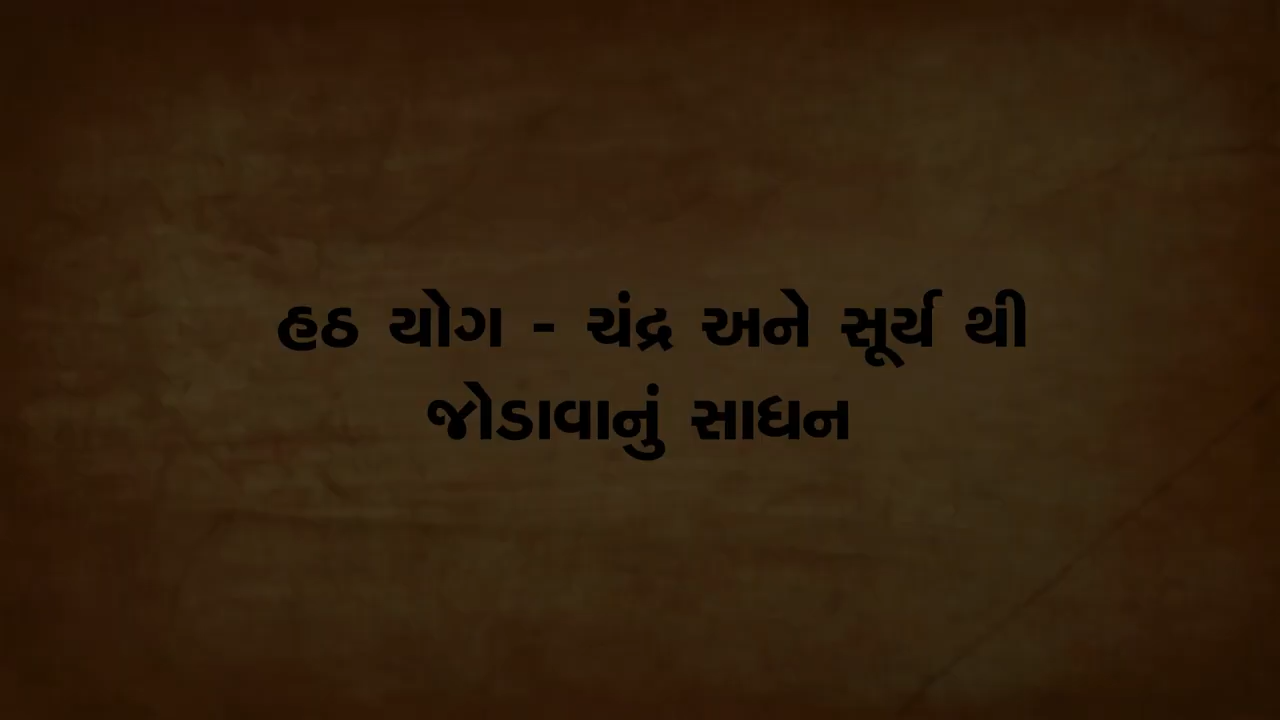 હઠ યોગ - ચંદ્ર અને સૂર્ય થી
જોડાવાનું સાધન